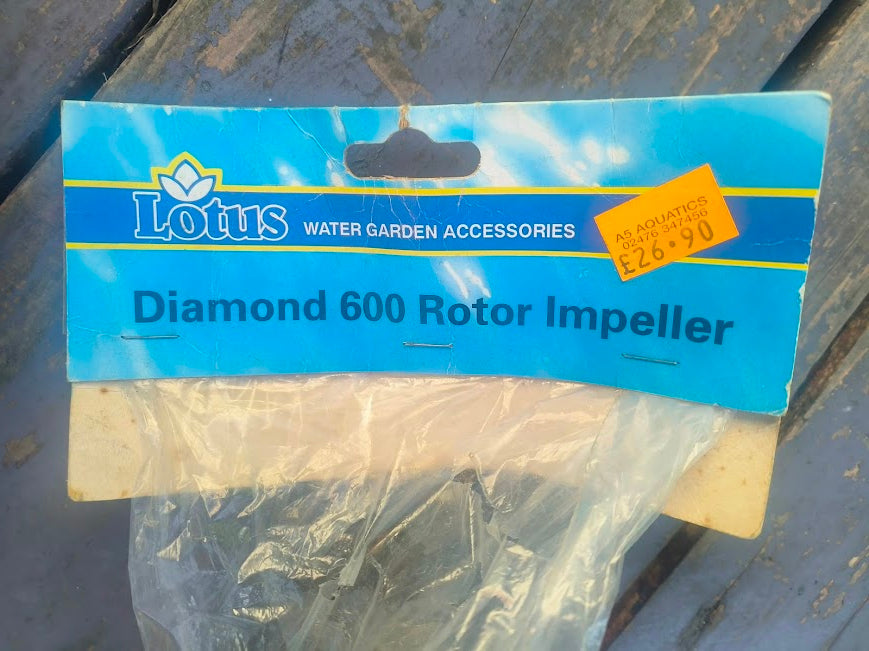 Lotus WATER GARDEN ACCESSORIES
A5 AQUATICS
02476 347456
£26.90
Diamond 600 Rotor Impeller